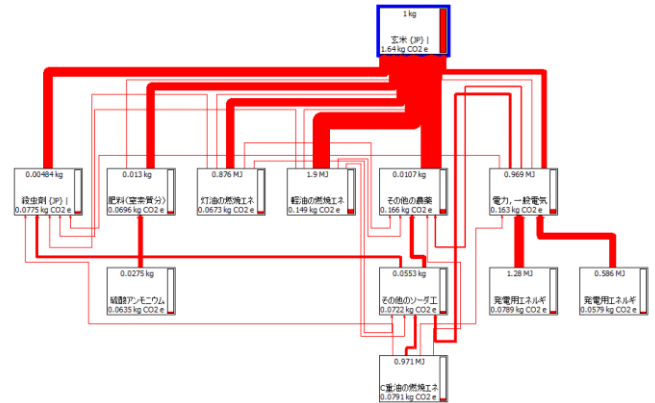 1 kg
玄米 {JP} |
1.64 kg CO2 e
0.00484 kg
殺虫剤 {JP} |
0.0775 kg CO2 e
0.013 kg
肥料(窒素質分)
0.0696 kg CO2 e
0.876 MJ
灯油の燃焼エネ
0.0673 kg CO2 e
1.9 MJ
軽油の燃焼エネ
0.149 kg CO2 e
0.0107 kg
その他の農薬
0.166 kg CO2 e
0.969 MJ
電力, 一般電気
0.163 kg CO2 e
0.0275 kg
硫酸アンモニウム
0.0635 kg CO2 e
0.0553 kg
その他のソーダ工
0.0722 kg CO2 e
1.28 MJ
発電用エネルギ
0.0789 kg CO2 e
0.586 MJ
発電用エネルギ
0.0579 kg CO2 e
0.971 MJ
C重油の燃焼エネ
0.0791 kg CO2 e